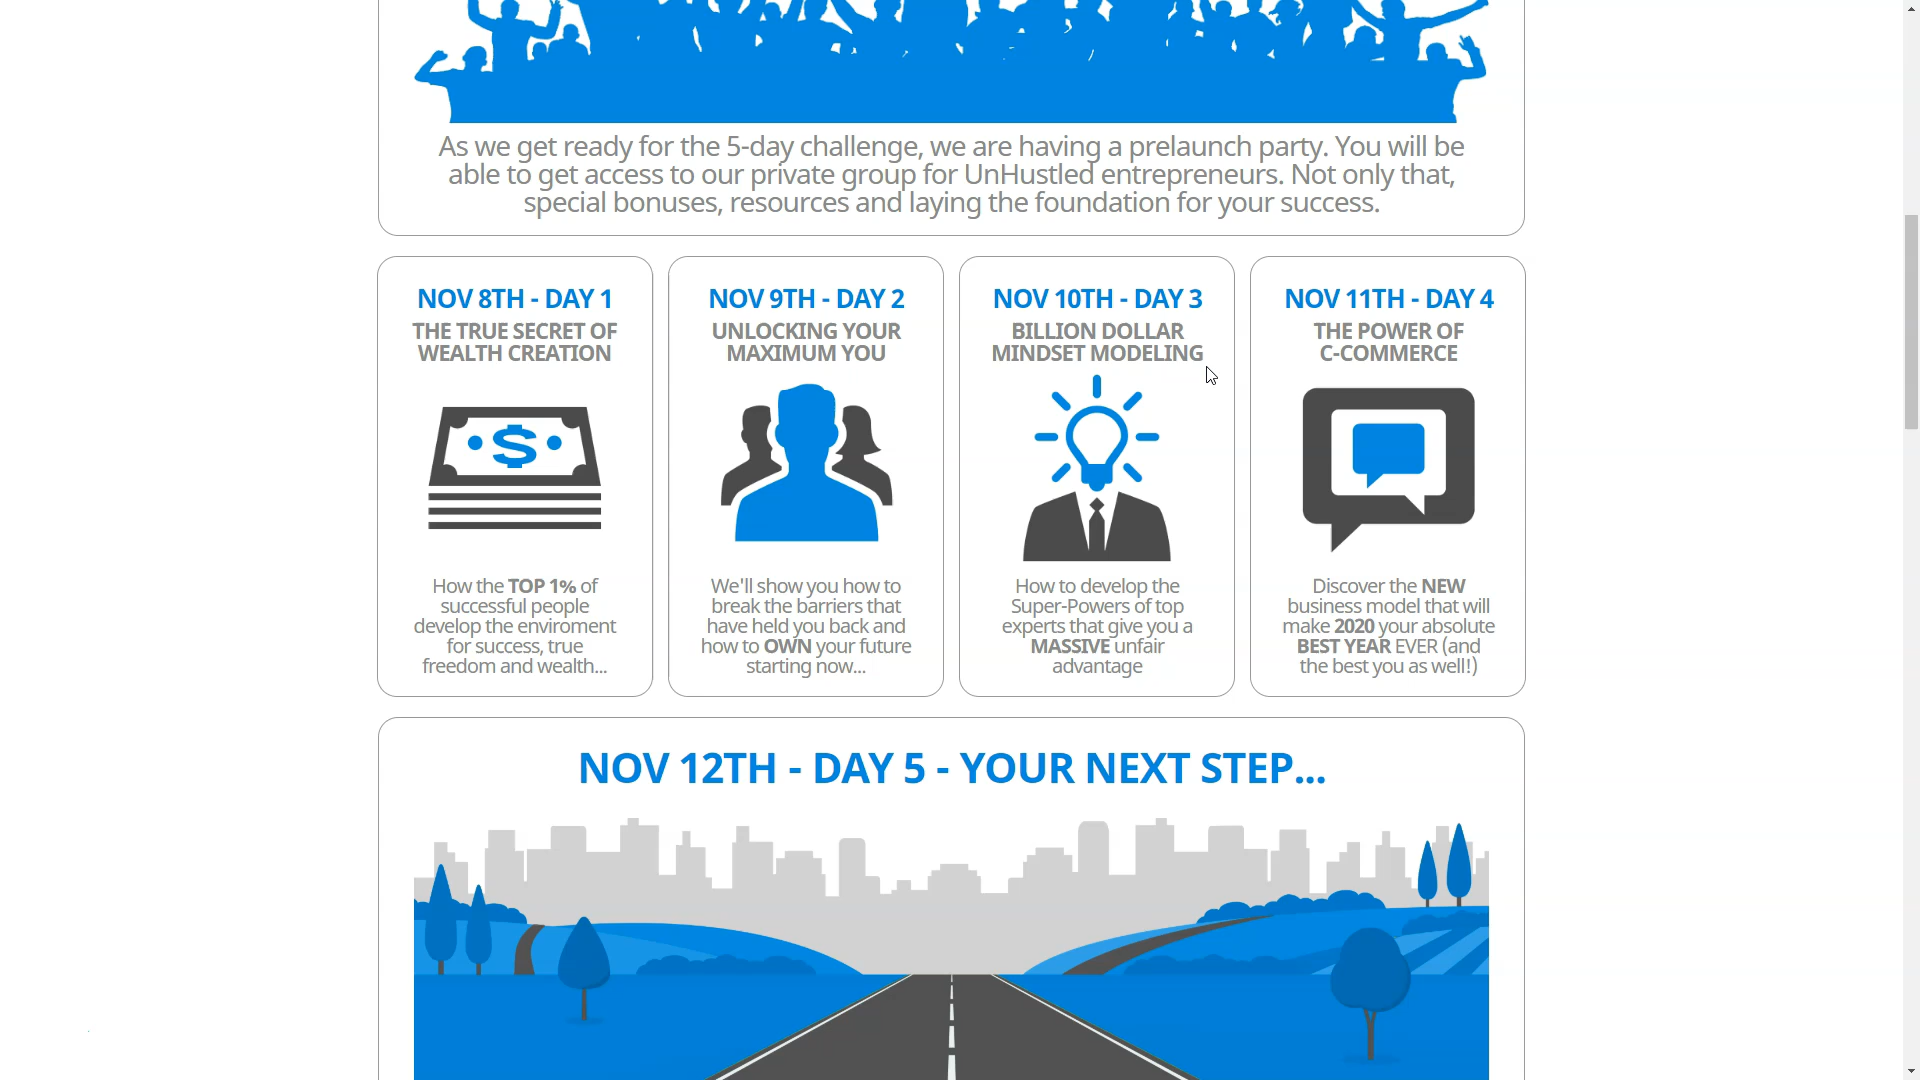 As we get ready for the 5-day challenge, we are having a prelaunch party. You will be
able to get access to our private group for UnHustled entrepreneurs. Not only that,
special bonuses, resources and laying the foundation for your success.
NOV 8TH - DAY 1
THE TRUE SECRET OF
WEALTH CREATION
$
How the TOP 1% of
successful people
develop the enviroment
for success, true
freedom and wealth...
NOV 9TH - DAY 2
UNLOCKING YOUR
MAXIMUM YOU
We'll show you how to
break the barriers that
have held you back and
how to OWN your future
starting now...
NOV 10TH - DAY 3
BILLION DOLLAR
MINDSET MODELING
How to develop the
Super-Powers of top
experts that give you a
MASSIVE unfair
advantage
NOV 11TH - DAY 4
THE POWER OF
C-COMMERCE
Discover the NEW
business model that will
make 2020 your absolute
BEST YEAR EVER (and
the best you as well!)
NOV 12TH - DAY 5 - YOUR NEXT STEP...